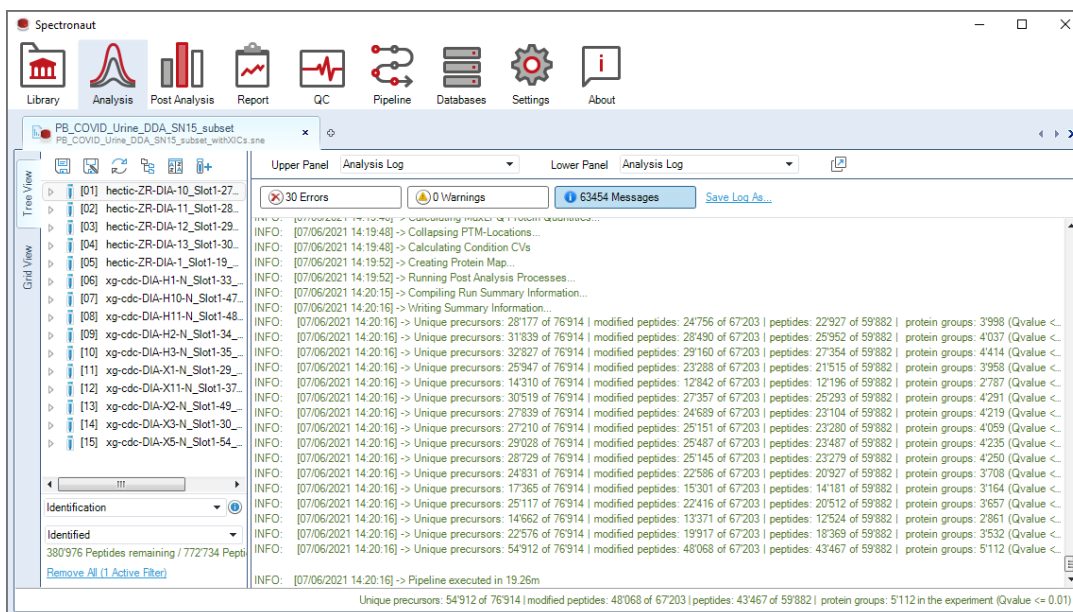 Spectronaut
Library Analysis Post Analysis Report QC Pipeline Databases Settings About
PB_COVID_Urine_DDA_SN15_subset
PB_COVID_Urine_DDA_SN15_subset_withXICs.sne
Upper Panel Analysis Log Lower Panel Analysis Log
30 Errors 0 Warnings 63454 Messages Save Log As...
Tree View
Grid View
[01] hectic-ZR-DIA-10_Slot1-27...
[02] hectic-ZR-DIA-11_Slot1-28...
[03] hectic-ZR-DIA-12_Slot1-29...
[04] hectic-ZR-DIA-13_Slot1-30...
[05] hectic-ZR-DIA-1_Slot1-19_...
[06] xg-cdc-DIA-H1-N_Slot1-33_...
[07] xg-cdc-DIA-H10-N_Slot1-47...
[08] xg-cdc-DIA-H11-N_Slot1-48...
[09] xg-cdc-DIA-H2-N_Slot1-34_...
[10] xg-cdc-DIA-H3-N_Slot1-35_...
[11] xg-cdc-DIA-X1-N_Slot1-29_...
[12] xg-cdc-DIA-X11-N_Slot1-37...
[13] xg-cdc-DIA-X2-N_Slot1-49_...
[14] xg-cdc-DIA-X3-N_Slot1-30_...
[15] xg-cdc-DIA-X5-N_Slot1-54_...
Identification
Identified
380'976 Peptides remaining / 772'734 Pepti
Remove All (1 Active Filter)
INFO: [07/06/2021 14:19:48] -> Calculating MaxLFQ Protein Quantities...
INFO: [07/06/2021 14:19:48] -> Collapsing PTM-Locations...
INFO: [07/06/2021 14:19:48] -> Calculating Condition CVs
INFO: [07/06/2021 14:19:52] -> Creating Protein Map...
INFO: [07/06/2021 14:19:52] -> Running Post Analysis Processes...
INFO: [07/06/2021 14:20:15] -> Compiling Run Summary Information...
INFO: [07/06/2021 14:20:16] -> Writing Summary Information...
INFO: [07/06/2021 14:20:16] -> Unique precursors: 28'177 of 76'914 | modified peptides: 24'756 of 67'203 | peptides: 22'927 of 59'882 | protein groups: 3'998 (Qvalue <...
INFO: [07/06/2021 14:20:16] -> Unique precursors: 31'839 of 76'914 | modified peptides: 28'490 of 67'203 | peptides: 25'952 of 59'882 | protein groups: 4'037 (Qvalue <...
INFO: [07/06/2021 14:20:16] -> Unique precursors: 32'827 of 76'914 | modified peptides: 29'160 of 67'203 | peptides: 27'354 of 59'882 | protein groups: 4'414 (Qvalue <...
INFO: [07/06/2021 14:20:16] -> Unique precursors: 25'947 of 76'914 | modified peptides: 23'288 of 67'203 | peptides: 21'515 of 59'882 | protein groups: 3'958 (Qvalue <...
INFO: [07/06/2021 14:20:16] -> Unique precursors: 14'310 of 76'914 | modified peptides: 12'842 of 67'203 | peptides: 12'196 of 59'882 | protein groups: 2'787 (Qvalue <...
INFO: [07/06/2021 14:20:16] -> Unique precursors: 30'519 of 76'914 | modified peptides: 27'357 of 67'203 | peptides: 25'293 of 59'882 | protein groups: 4'291 (Qvalue <...
INFO: [07/06/2021 14:20:16] -> Unique precursors: 27'839 of 76'914 | modified peptides: 24'689 of 67'203 | peptides: 23'104 of 59'882 | protein groups: 4'219 (Qvalue <...
INFO: [07/06/2021 14:20:16] -> Unique precursors: 27'210 of 76'914 | modified peptides: 25'151 of 67'203 | peptides: 23'280 of 59'882 | protein groups: 4'059 (Qvalue <...
INFO: [07/06/2021 14:20:16] -> Unique precursors: 29'028 of 76'914 | modified peptides: 25'487 of 67'203 | peptides: 23'487 of 59'882 | protein groups: 4'235 (Qvalue <...
INFO: [07/06/2021 14:20:16] -> Unique precursors: 28'729 of 76'914 | modified peptides: 25'145 of 67'203 | peptides: 23'279 of 59'882 | protein groups: 4'250 (Qvalue <...
INFO: [07/06/2021 14:20:16] -> Unique precursors: 24'831 of 76'914 | modified peptides: 22'586 of 67'203 | peptides: 20'927 of 59'882 | protein groups: 3'708 (Qvalue <...
INFO: [07/06/2021 14:20:16] -> Unique precursors: 17'365 of 76'914 | modified peptides: 15'301 of 67'203 | peptides: 14'181 of 59'882 | protein groups: 3'164 (Qvalue <...
INFO: [07/06/2021 14:20:16] -> Unique precursors: 25'117 of 76'914 | modified peptides: 22'416 of 67'203 | peptides: 20'512 of 59'882 | protein groups: 3'657 (Qvalue <...
INFO: [07/06/2021 14:20:16] -> Unique precursors: 14'662 of 76'914 | modified peptides: 13'371 of 67'203 | peptides: 12'524 of 59'882 | protein groups: 2'861 (Qvalue <...
INFO: [07/06/2021 14:20:16] -> Unique precursors: 22'576 of 76'914 | modified peptides: 19'917 of 67'203 | peptides: 18'369 of 59'882 | protein groups: 3'532 (Qvalue <...
INFO: [07/06/2021 14:20:16] -> Unique precursors: 54'912 of 76'914 | modified peptides: 48'068 of 67'203 | peptides: 43'467 of 59'882 | protein groups: 5'112 (Qvalue <...
INFO: [07/06/2021 14:20:16] -> Pipeline executed in 19.26m
Unique precursors: 54'912 of 76'914 | modified peptides: 48'068 of 67'203 | peptides: 43'467 of 59'882 | protein groups: 5'112 in the experiment (Qvalue <= 0.01)